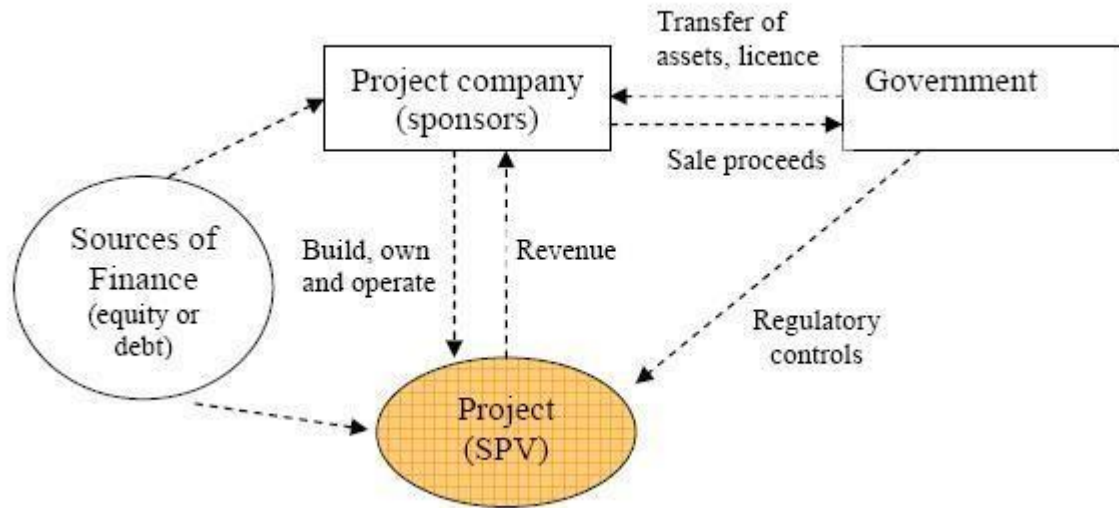 Transfer of
assets, licence
Project company
(sponsors)
Government
Sale proceeds
Sources of
Finance
(equity or
debt)
Build, own
and operate
Revenue
Regulatory
controls
Project
(SPV)